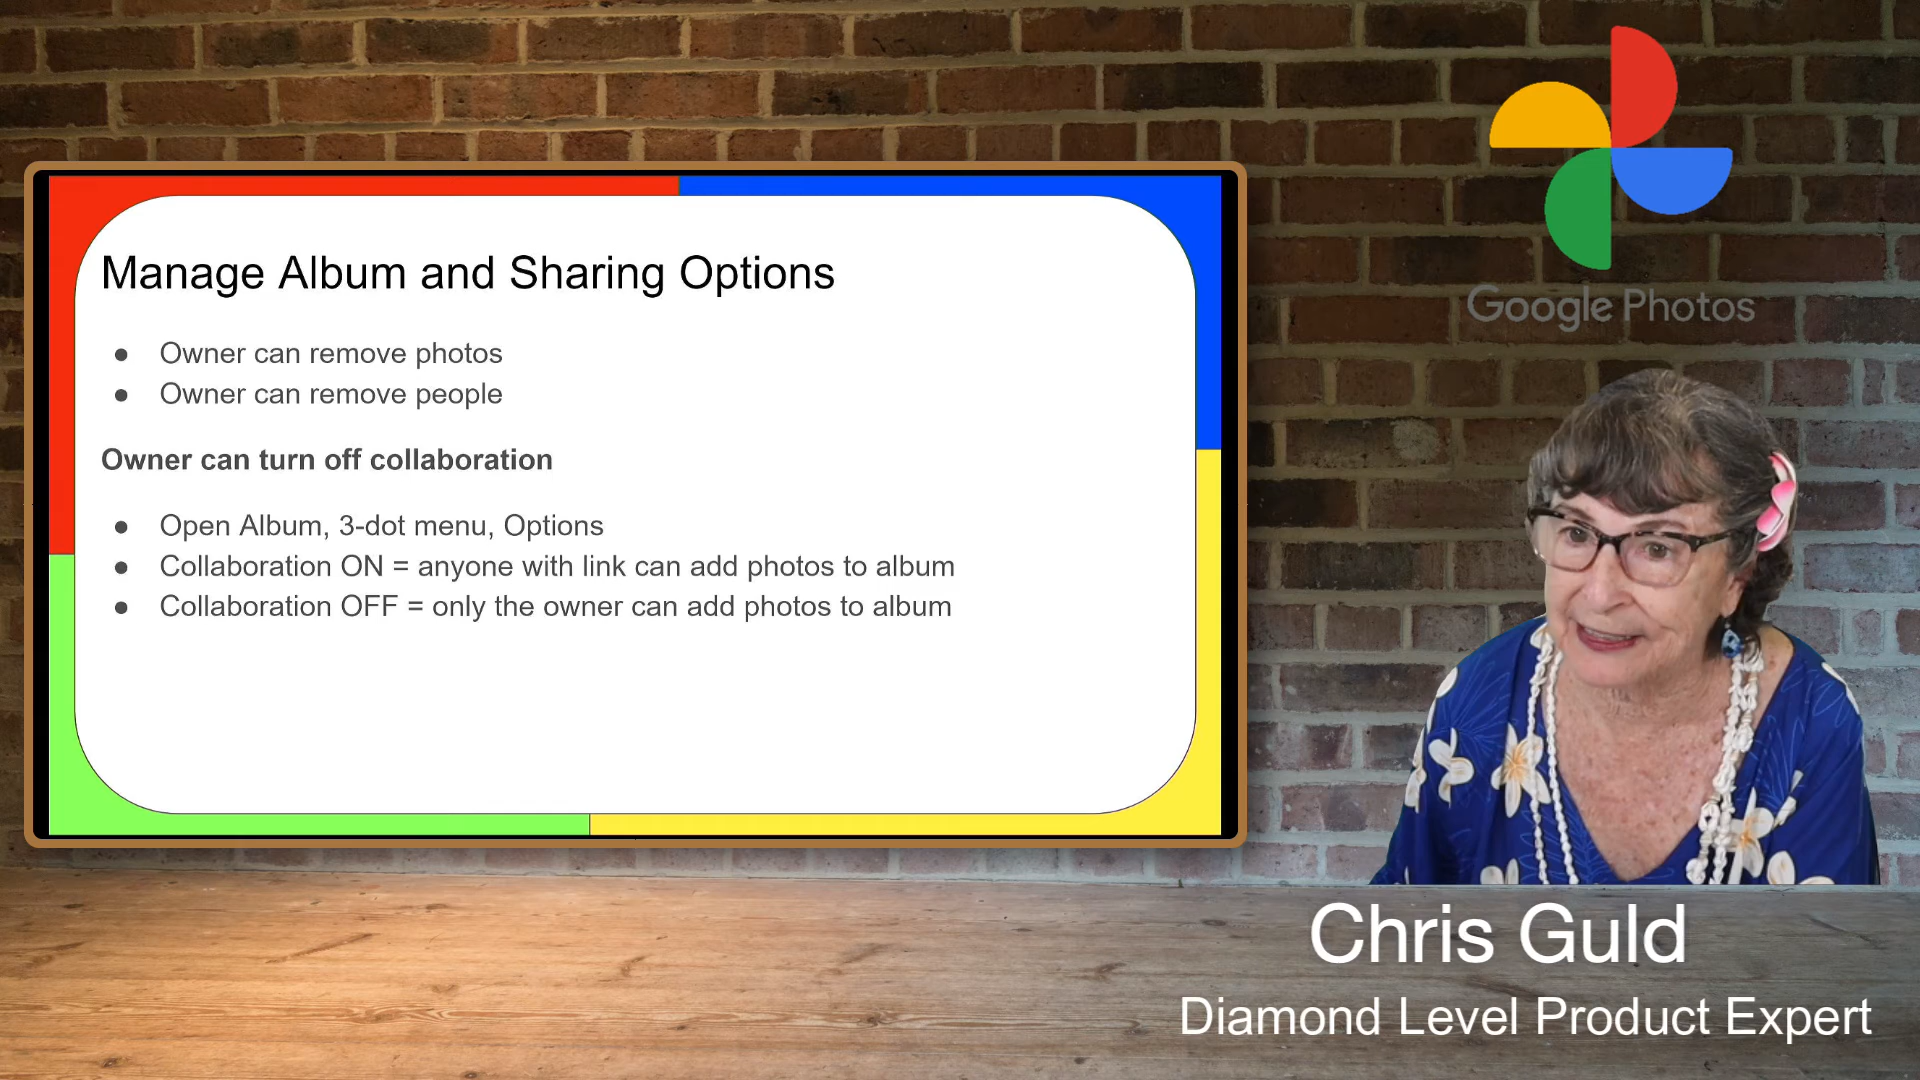 Manage Album and Sharing Options
● Owner can remove photos
● Owner can remove people
Owner can turn off collaboration
● Open Album, 3-dot menu, Options
● Collaboration ON = anyone with link can add photos to album
● Collaboration OFF = only the owner can add photos to album
Google Photos
Chris Guld
Diamond Level Product Expert